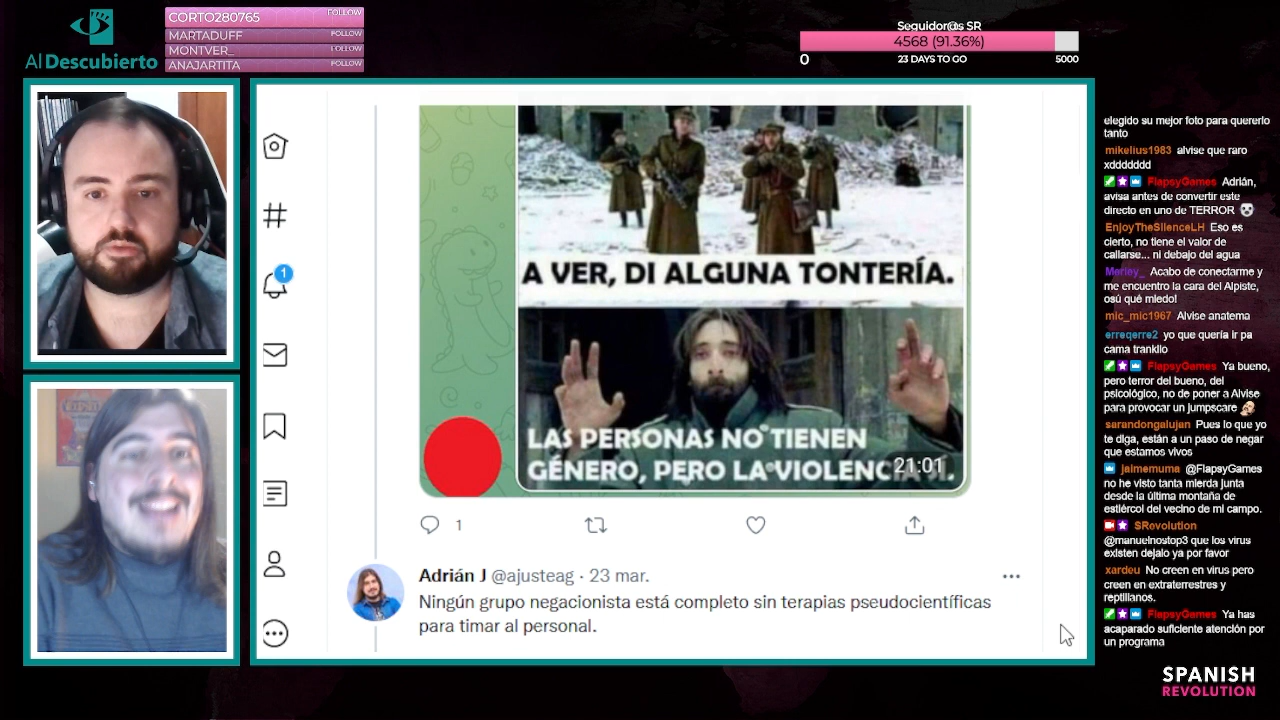 Al Descubierto
CORTO280765 FOLLOW
MARTADUFF FOLLOW
MONTVER_ FOLLOW
ANAJARTITA FOLLOW
Seguidor@s SR
4568 (91.36%)
0 23 DAYS TO GO 5000
1
A VER, DI ALGUNA TONTERÍA.
LAS PERSONAS NO TIENEN
GÉNERO, PERO LA VIOLENC
21:01
1
Adrián J @ajusteag · 23 mar.
Ningún grupo negacionista está completo sin terapias pseudocientíficas
para timar al personal.
elegido su mejor foto para quererlo
tanto
mikelius1983 alvise que raro
xddddddd
FlapsyGames Adrián,
avisa antes de convertir este
directo en uno de TERROR
EnjoyTheSilenceLH Eso es
cierto, no tiene el valor de
callarse... ni debajo del agua
Acabo de conectarme y
me encuentro la cara del Alpiste,
osú qué miedo!
mic_mic1967 Alvise anatema
erreqerre2 yo que quería ir pa
cama trankilo
FlapsyGames Ya bueno,
pero terror del bueno, del
psicológico, no de poner a Alvise
para provocar un jumpscare
sarandongalujan Pues lo que yo
te diga, están a un paso de negar
que estamos vivos
jaimemuma @FlapsyGames
no he visto tanta mierda junta
desde la última montaña de
estiércol del vecino de mi campo.
SRevolution
@manuelnostop3 que los virus
existen dejalo ya por favor
xardeu No creen en virus pero
creen en extraterrestres y
reptilianos.
FlapsyGames Ya has
acaparado suficiente atención por
un programa
SPANISH
REVOLUTION